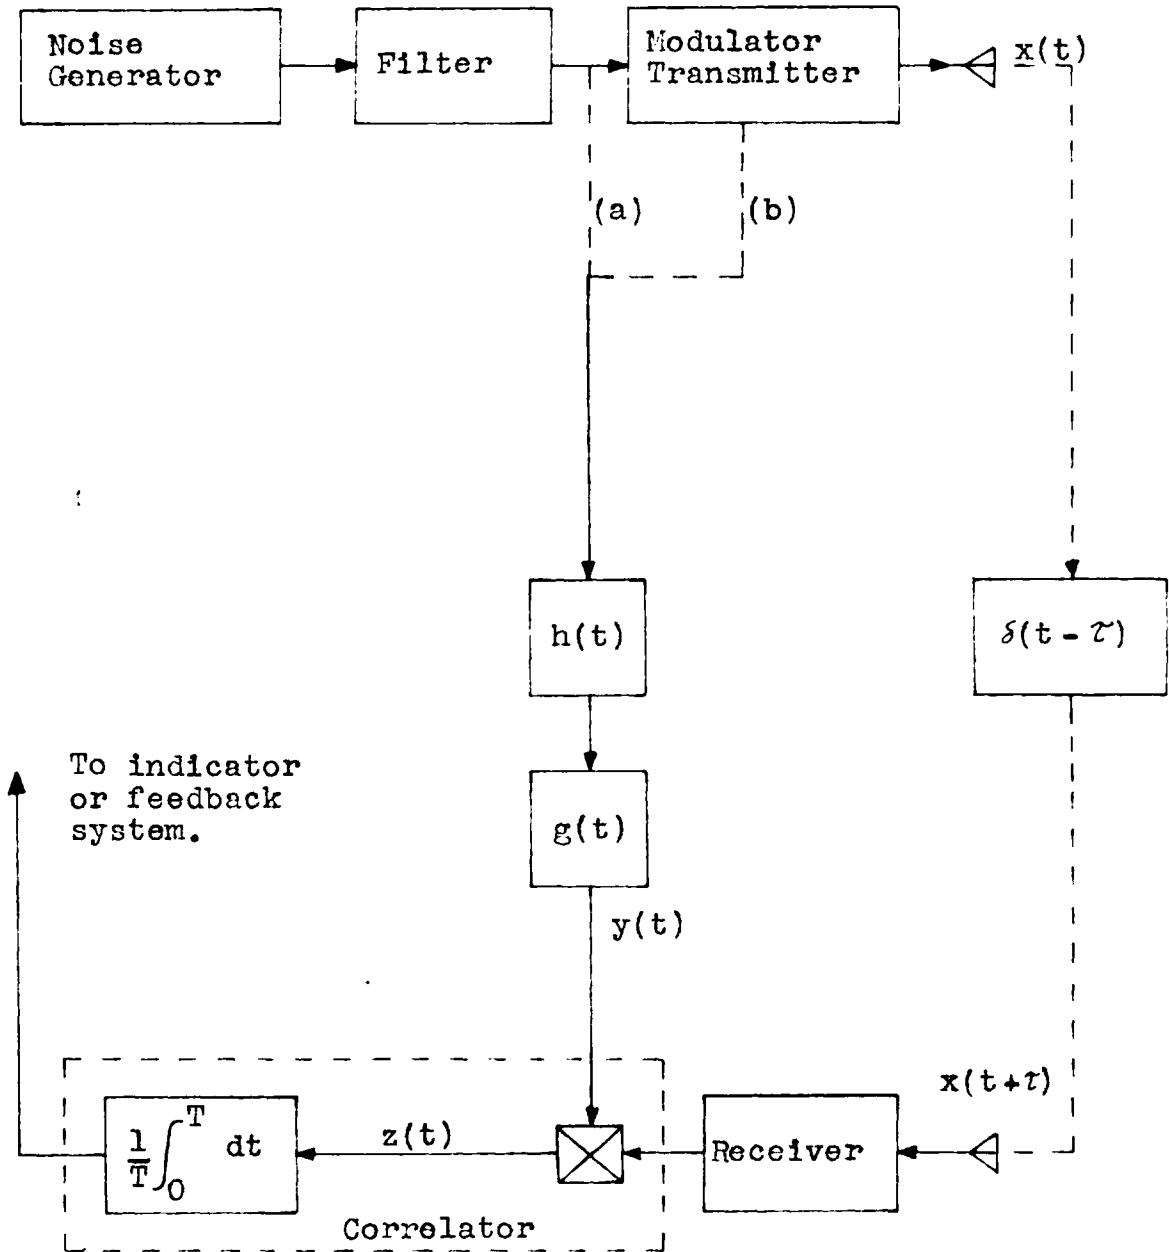 Noise
Generator
Filter
Modulator
Transmitter
x(t)
(a)
(b)
h(t)
δ(t - τ)
To indicator
or feedback
system.
g(t)
y(t)
x(t+τ)
1/T ∫₀ᵀ dt
z(t)
Receiver
Correlator